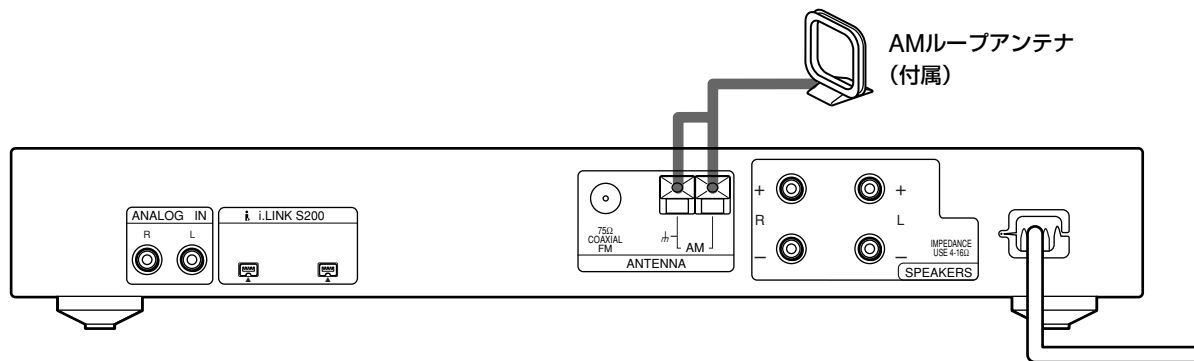 AMループアンテナ
（付属）
ANALOG IN
R L
i.LINK S200
75Ω
COAXIAL
FM
AM
ANTENNA
+ +
R L
– –
IMPEDANCE
USE 4-16Ω
SPEAKERS